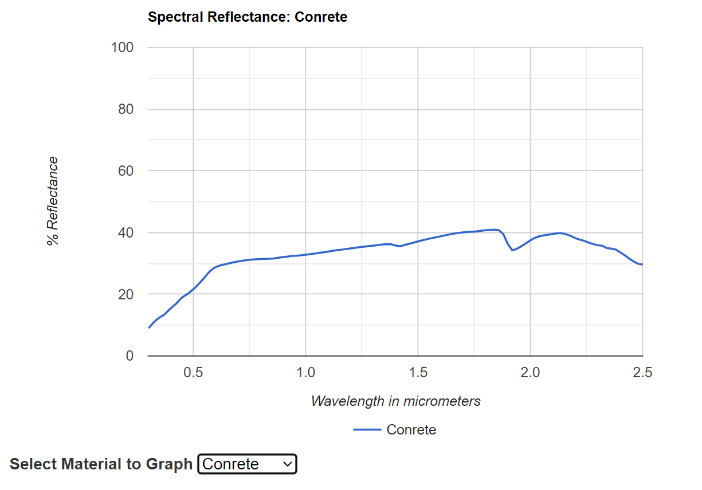 Spectral Reflectance: Conrete
100
80
60
40
20
0
% Reflectance
0.5 1.0 1.5 2.0 2.5
Wavelength in micrometers
Conrete
Select Material to Graph Conrete